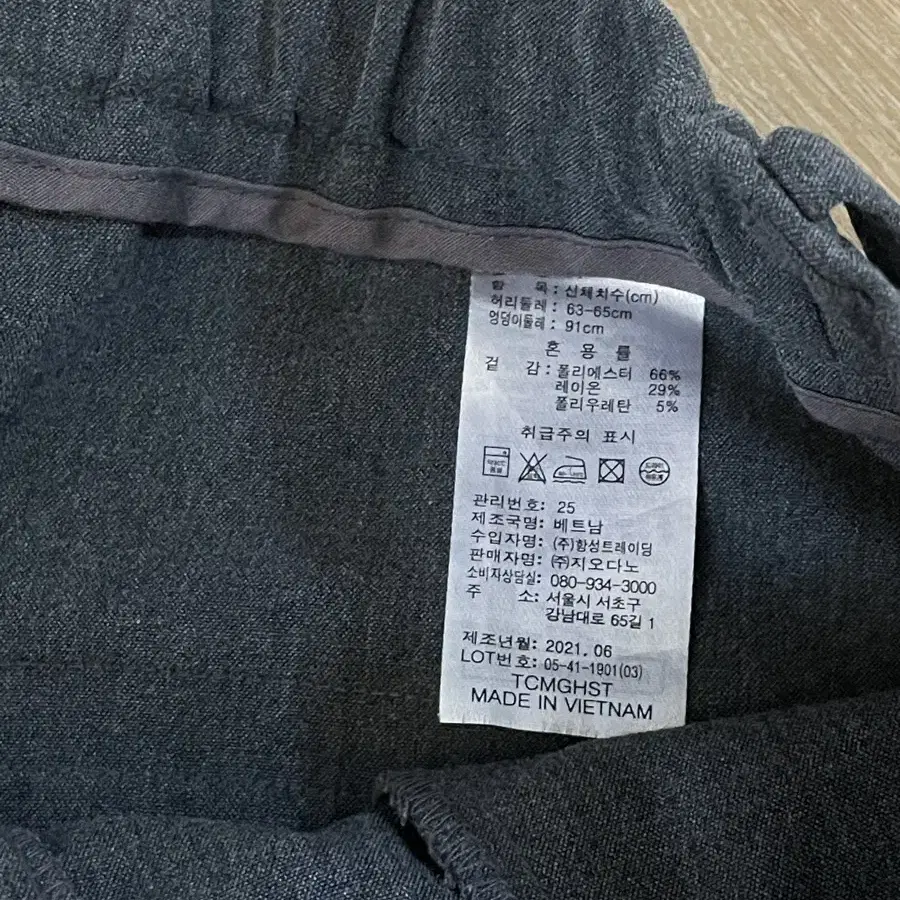 항 목 : 신체치수(cm)
허리둘레 : 63-65cm
엉덩이둘레 : 91cm
혼 용 률
겉 감 : 폴리에스터 66%
레이온 29%
폴리우레탄 5%
취급주의 표시
드라이
관리번호: 25
제조국명: 베트남
수입자명: (주)항성트레이딩
판매자명: (주)지오다노
소비자상담실: 080-934-3000
주 소: 서울시 서초구
강남대로 65길 1
제조년월: 2021. 06
LOT번호: 05-41-1901(03)
TCMGHST
MADE IN VIETNAM